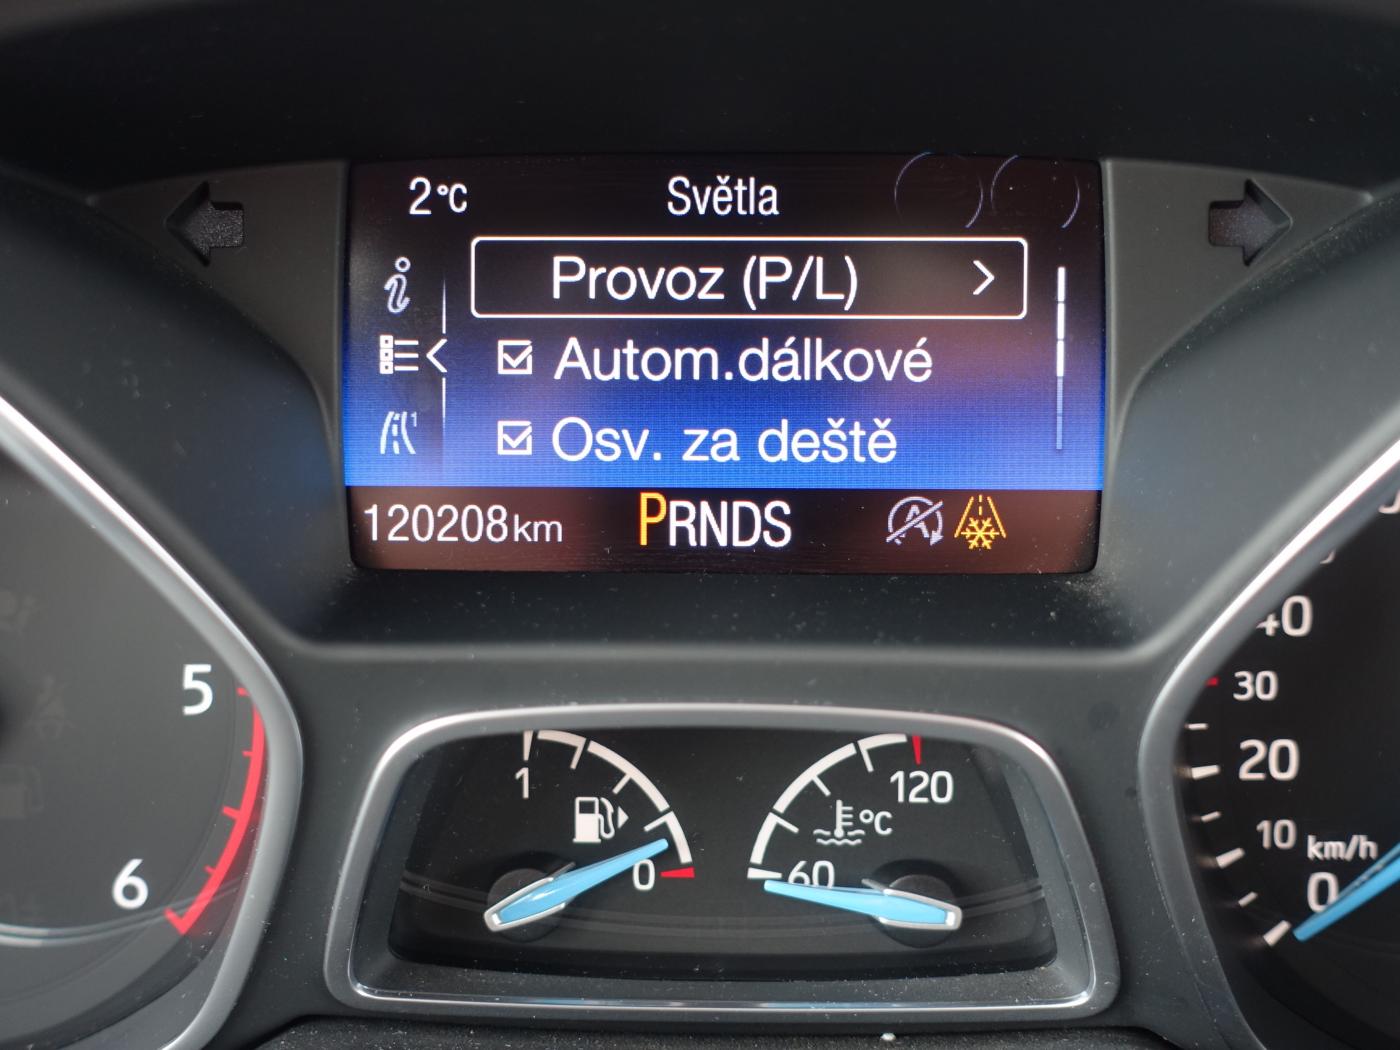 2°C Světla
Provoz (P/L)
Autom.dálkové
Osv. za deště
120208km PRNDS
5
6
1
0
120
°C
60
40
30
20
10 km/h
0